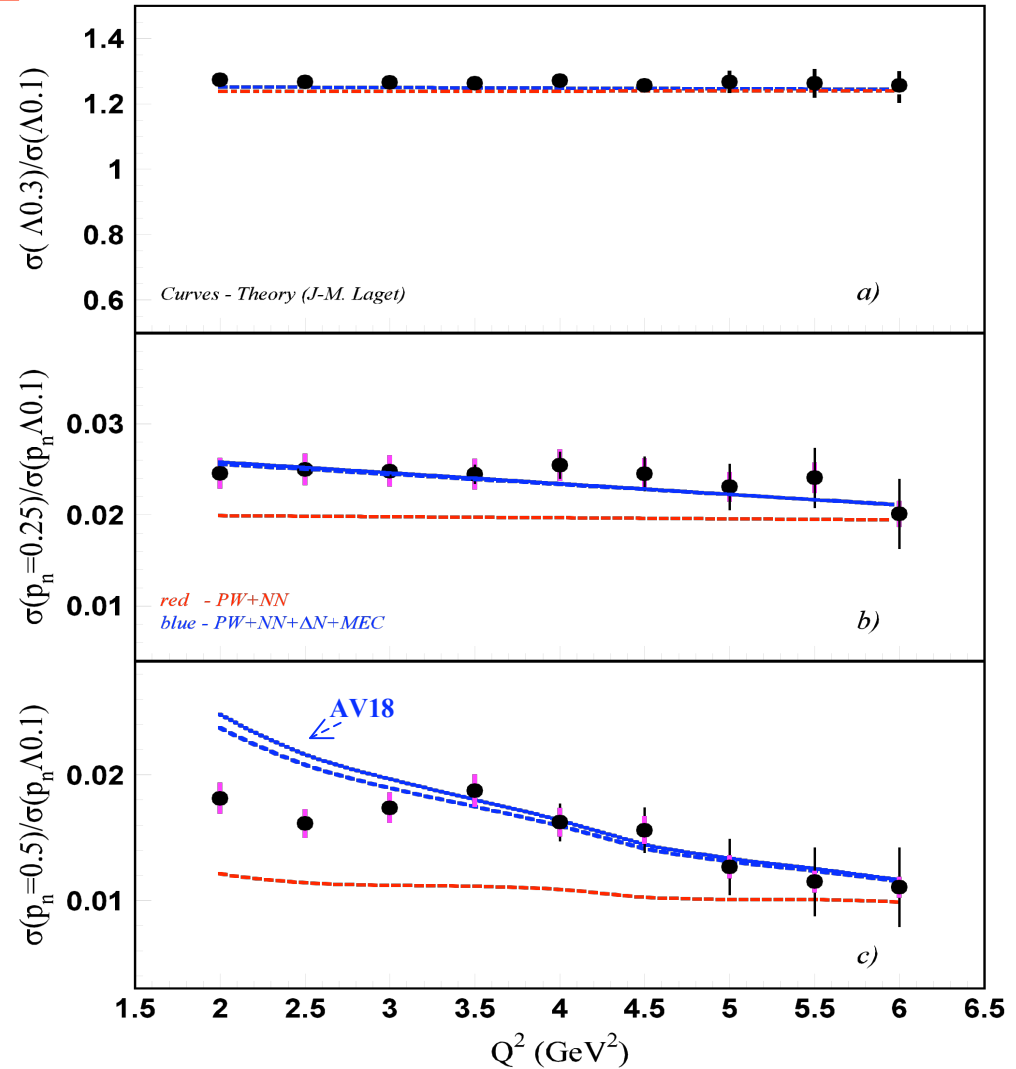 σ( Λ0.3)/σ(Λ0.1)
1.4
1.2
1
0.8
0.6
Curves - Theory (J-M. Laget)
a)
σ(pₙ=0.25)/σ(pₙΛ0.1)
0.03
0.02
0.01
red - PW+NN
blue - PW+NN+ΔN+MEC
b)
σ(pₙ=0.5)/σ(pₙΛ0.1)
0.02
0.01
AV18
c)
1.5 2 2.5 3 3.5 4 4.5 5 5.5 6 6.5
Q² (GeV²)